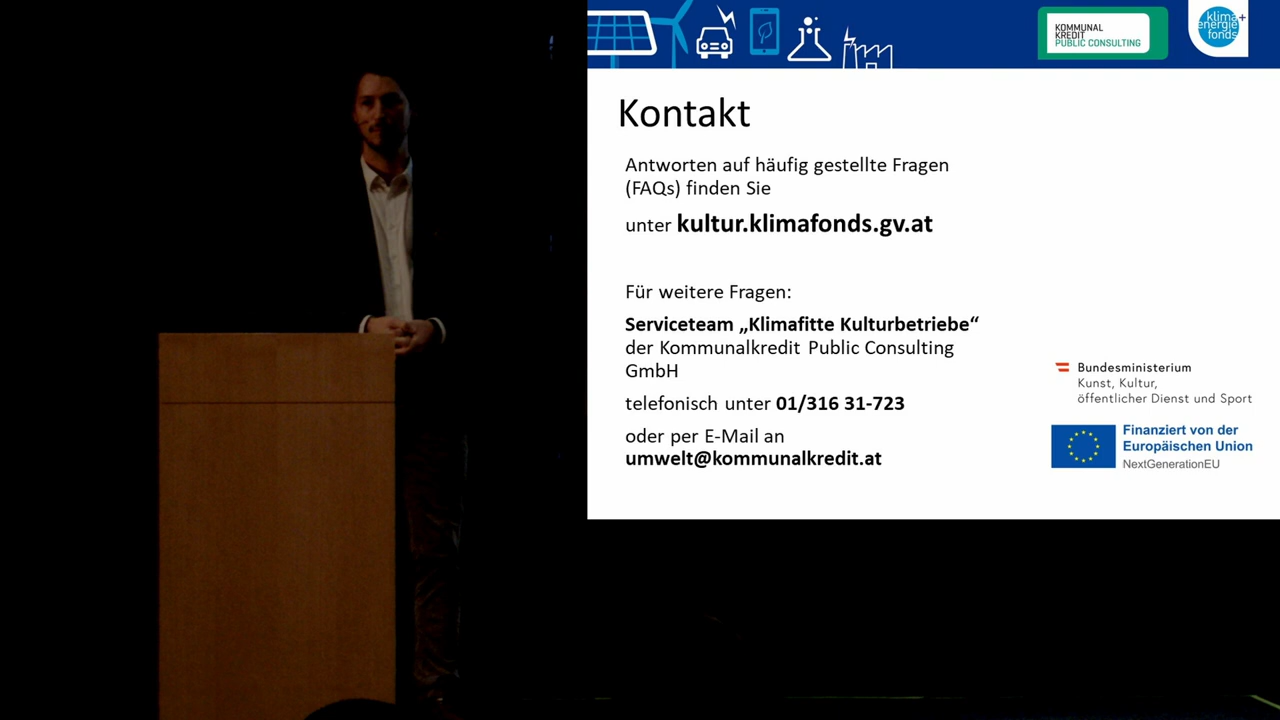 KOMMUNAL
KREDIT
PUBLIC CONSULTING
klima+
energie
fonds
Kontakt
Antworten auf häufig gestellte Fragen
(FAQs) finden Sie
unter kultur.klimafonds.gv.at
Für weitere Fragen:
Serviceteam „Klimafitte Kulturbetriebe“
der Kommunalkredit Public Consulting
GmbH
telefonisch unter 01/316 31-723
oder per E-Mail an
umwelt@kommunalkredit.at
Bundesministerium
Kunst, Kultur,
öffentlicher Dienst und Sport
Finanziert von der
Europäischen Union
NextGenerationEU